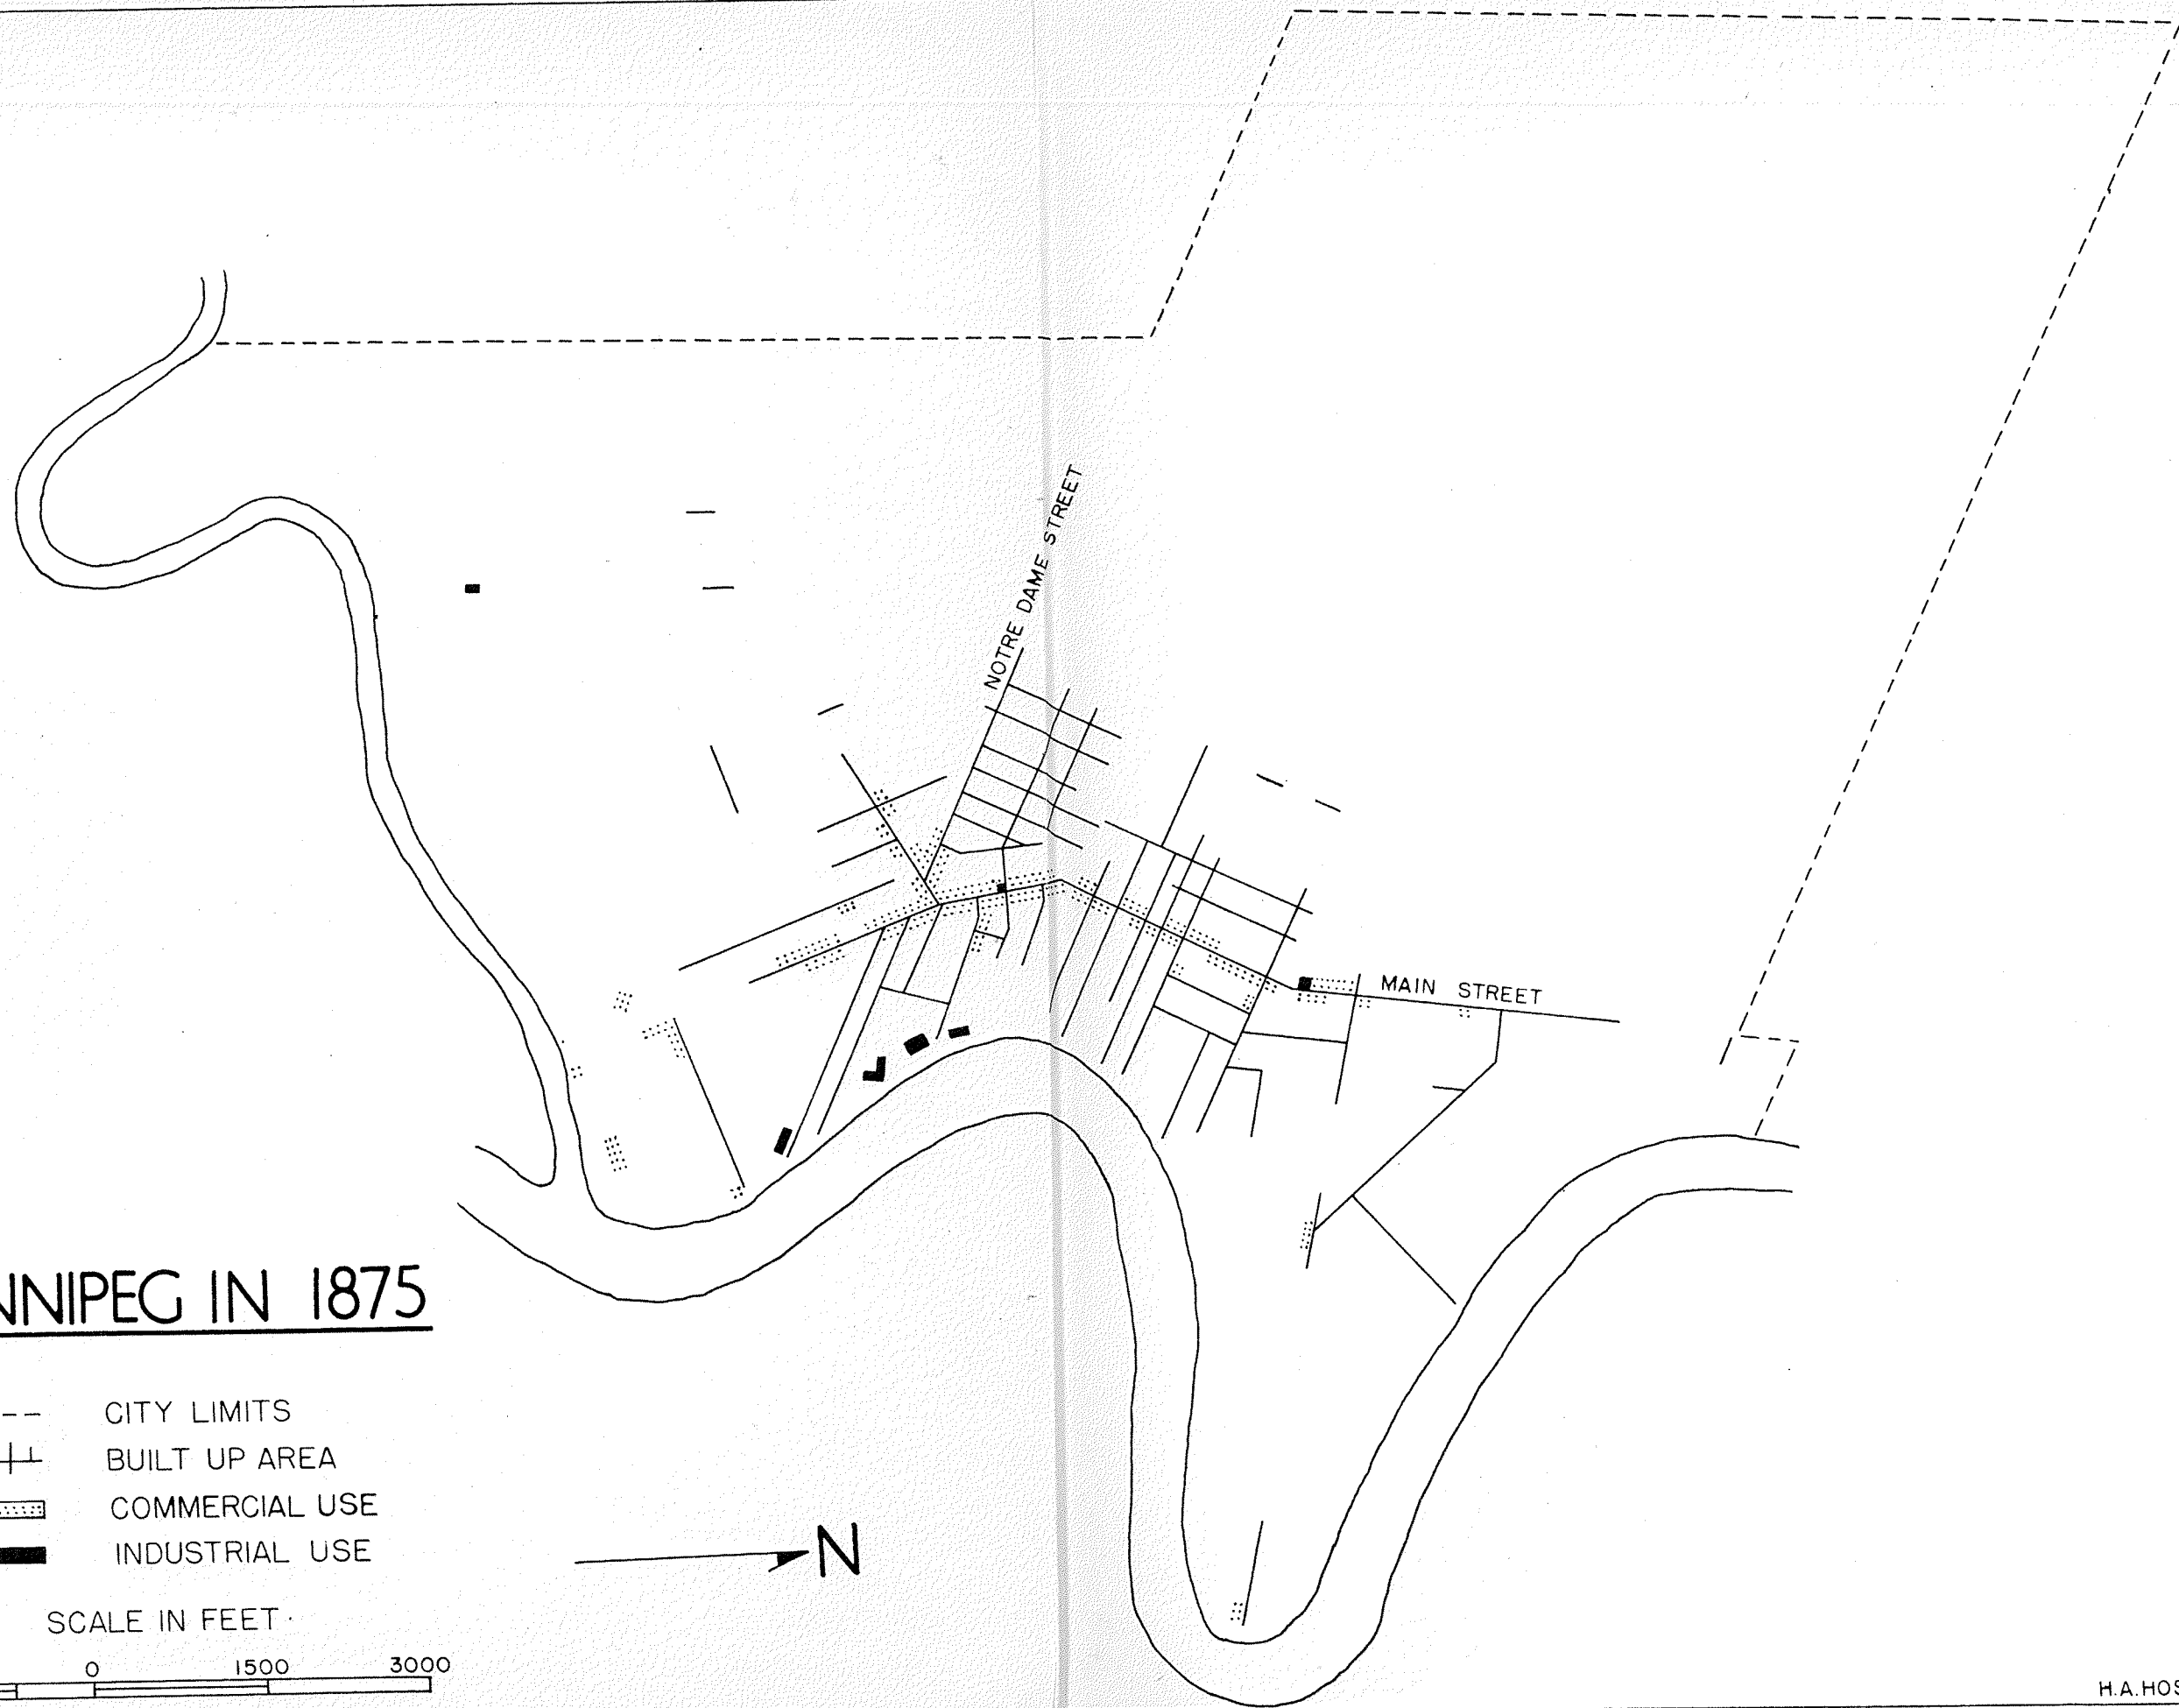 NOTRE DAME STREET
MAIN STREET
NNIPEG IN 1875
CITY LIMITS
BUILT UP AREA
COMMERCIAL USE
INDUSTRIAL USE
N
SCALE IN FEET
0 1500 3000
H.A.HOS